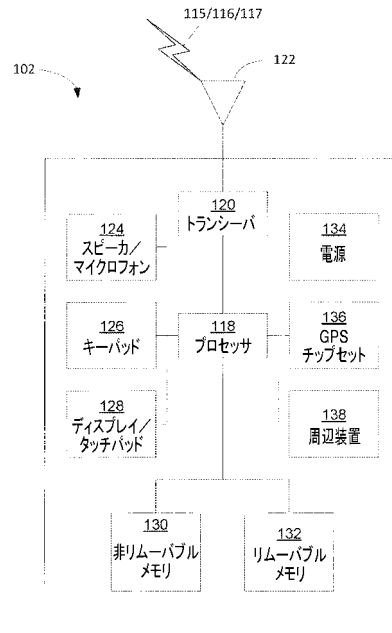 115/116/117
122
102
120
トランシーバ
124
スピーカ／
マイクロフォン
134
電源
126
キーパッド
118
プロセッサ
136
GPS
チップセット
128
ディスプレイ／
タッチパッド
138
周辺装置
130
非リムーバブル
メモリ
132
リムーバブル
メモリ